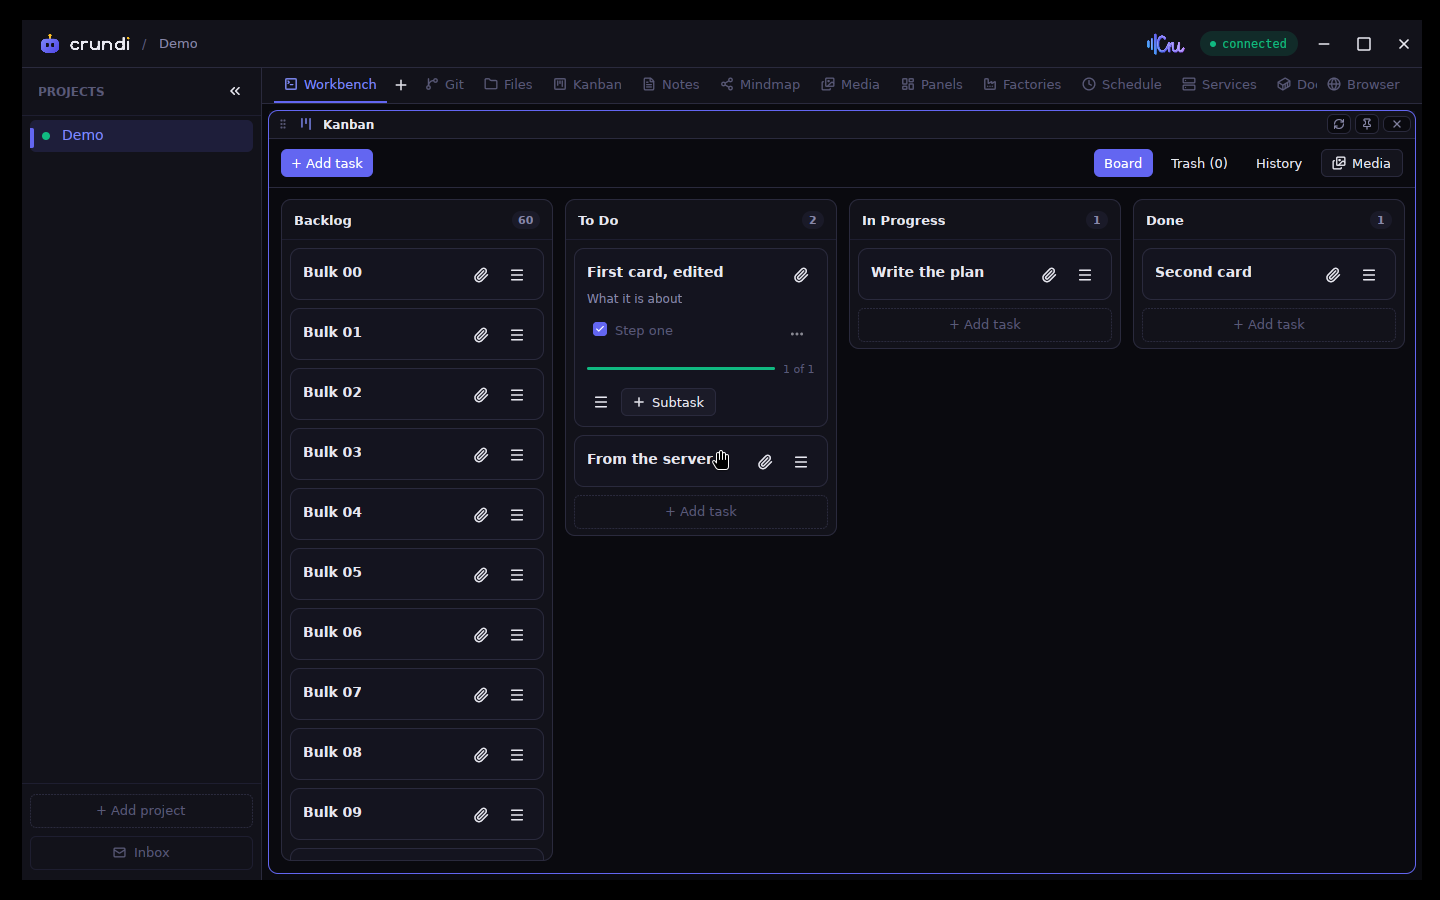 crundi / Demo
Cru
connected
PROJECTS
Demo
+ Add project
Inbox
Workbench
Git
Files
Kanban
Notes
Mindmap
Media
Panels
Factories
Schedule
Services
Do
Browser
Kanban
+ Add task
Board
Trash (0)
History
Media
Backlog 60
Bulk 00
Bulk 01
Bulk 02
Bulk 03
Bulk 04
Bulk 05
Bulk 06
Bulk 07
Bulk 08
Bulk 09
To Do 2
First card, edited
What it is about
Step one
1 of 1
+ Subtask
From the server
+ Add task
In Progress 1
Write the plan
+ Add task
Done 1
Second card
+ Add task